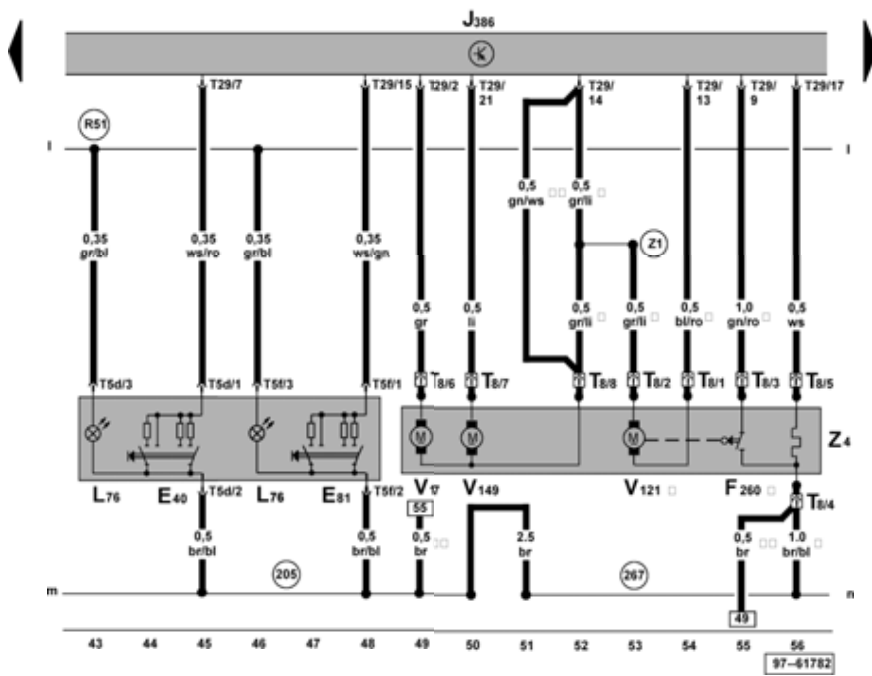 J386
T29/7
T29/15
T29/2
T29/
21
T29/
14
T29/
13
T29/
9
T29/17
R51
l
l
0,5
gn/ws
0,5
gr/li
Z1
0,35
gr/bl
0,35
ws/ro
0,35
gr/bl
0,35
ws/gn
0,5
gr
0,5
li
0,5
gr/li
0,5
gr/li
0,5
bl/ro
1,0
gn/ro
0,5
ws
T5d/3
T5d/1
T5f/3
T5f/1
T8/6
T8/7
T8/8
T8/2
T8/1
T8/3
T8/5
M
M
M
Z4
L76
E40
T5d/2
L76
E81
T5f/2
V17
V149
V121
F260
T8/4
55
0,5
br/bl
0,5
br/bl
0,5
br
2.5
br
0,5
br
1.0
br/bl
205
267
m
n
49
43 44 45 46 47 48 49 50 51 52 53 54 55 56
97–61782